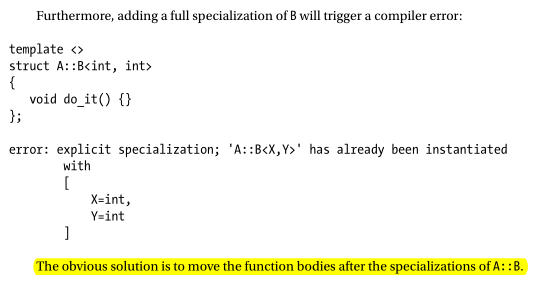 Furthermore, adding a full specialization of B will trigger a compiler error:
template <>
struct A::B<int, int>
{
void do_it() {}
};
error: explicit specialization; 'A::B<X,Y>' has already been instantiated
with
[
X=int,
Y=int
]
The obvious solution is to move the function bodies after the specializations of A::B.